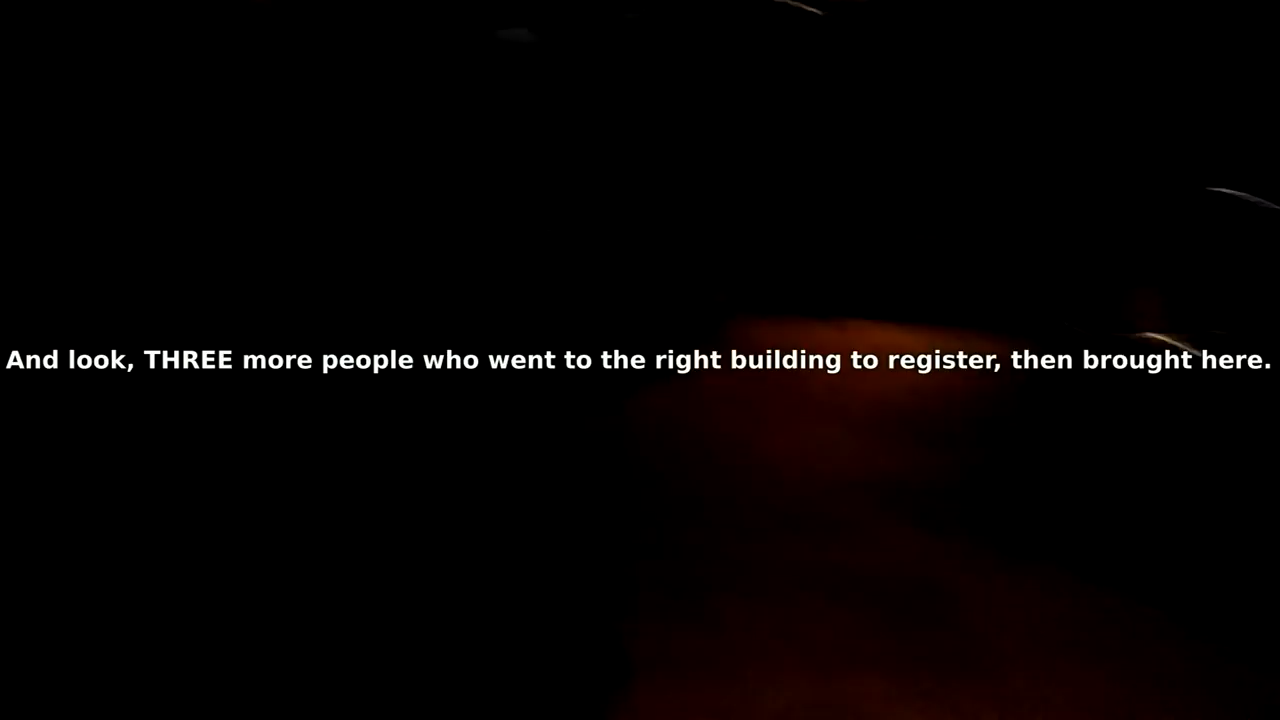 And look, THREE more people who went to the right building to register, then brought here.